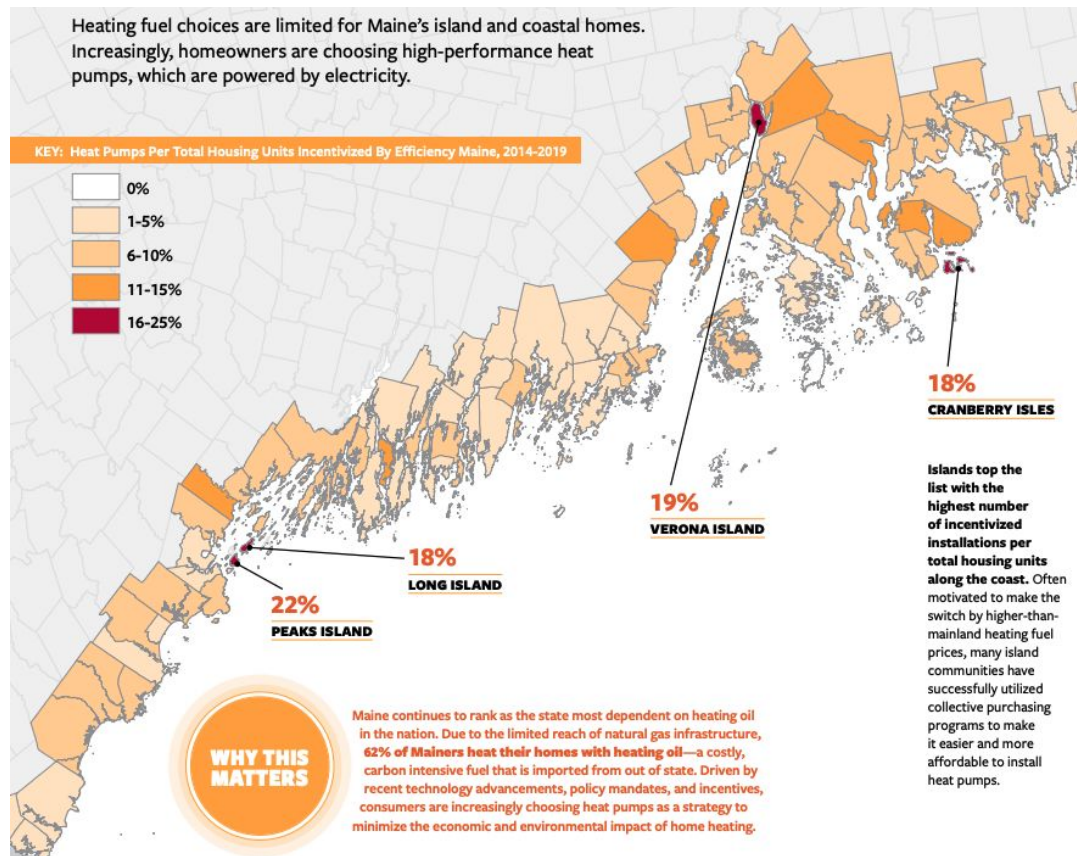 Heating fuel choices are limited for Maine's island and coastal homes.
Increasingly, homeowners are choosing high-performance heat
pumps, which are powered by electricity.
KEY: Heat Pumps Per Total Housing Units Incentivized By Efficiency Maine, 2014-2019
0%
1-5%
6-10%
11-15%
16-25%
18%
CRANBERRY ISLES
19%
VERONA ISLAND
18%
LONG ISLAND
22%
PEAKS ISLAND
Islands top the
list with the
highest number
of incentivized
installations per
total housing units
along the coast. Often
motivated to make the
switch by higher-than-
mainland heating fuel
prices, many island
communities have
successfully utilized
collective purchasing
programs to make
it easier and more
affordable to install
heat pumps.
WHY THIS
MATTERS
Maine continues to rank as the state most dependent on heating oil
in the nation. Due to the limited reach of natural gas infrastructure,
62% of Mainers heat their homes with heating oil—a costly,
carbon intensive fuel that is imported from out of state. Driven by
recent technology advancements, policy mandates, and incentives,
consumers are increasingly choosing heat pumps as a strategy to
minimize the economic and environmental impact of home heating.